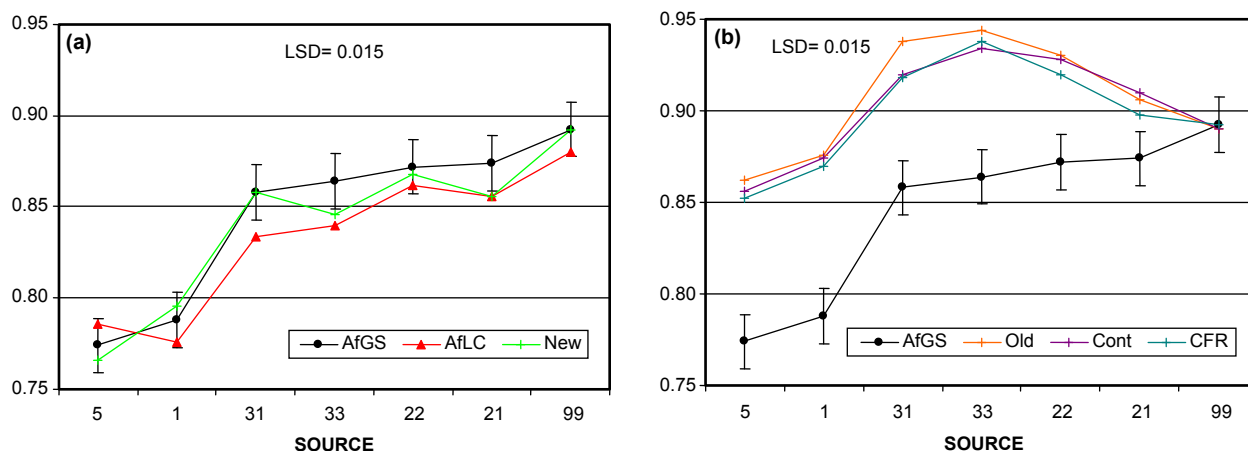 0.95
(a)
LSD= 0.015
0.90
0.85
0.80
AfGS AfLC New
0.75
5 1 31 33 22 21 99
SOURCE
0.95
(b)
LSD= 0.015
0.90
0.85
0.80
AfGS Old Cont CFR
0.75
5 1 31 33 22 21 99
SOURCE